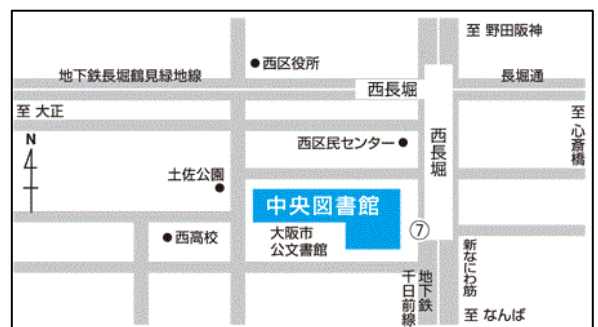 至 野田阪神
西区役所
地下鉄長堀鶴見緑地線
西長堀
長堀通
至 大正
至 心斎橋
N
西区民センター
西長堀
土佐公園
中央図書館
大阪市
公文書館
⑦
西高校
新なにわ筋
地下鉄
千日前線
至 なんば